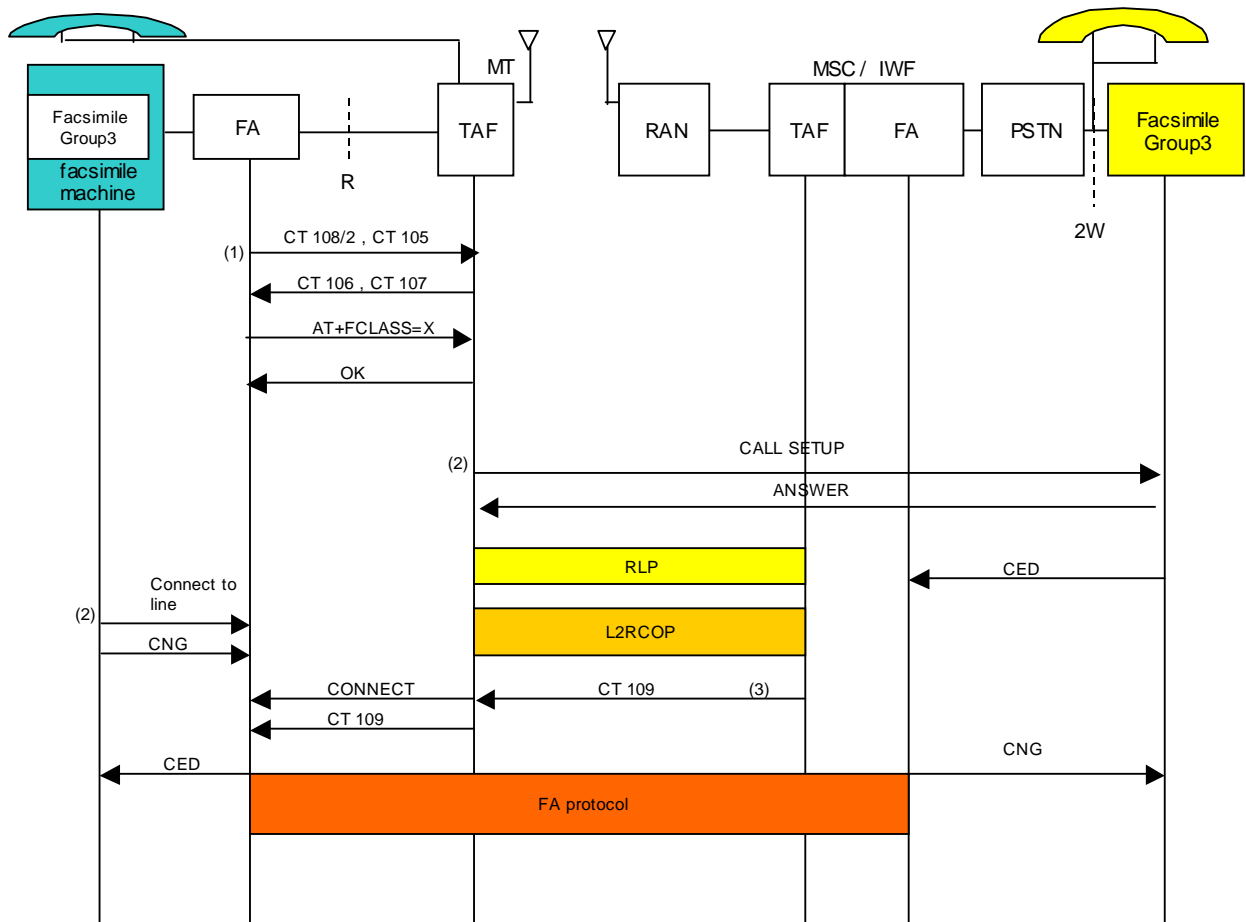 MT
MSC / IWF
Facsimile
Group3
facsimile
machine
FA
R
TAF
RAN
TAF
FA
PSTN
Facsimile
Group3
2W
(1)
CT 108/2 , CT 105
CT 106 , CT 107
AT+FCLASS=X
OK
(2)
CALL SETUP
ANSWER
RLP
CED
(2)
Connect to
line
L2RCOP
CNG
CONNECT
CT 109
(3)
CT 109
CED
CNG
FA protocol